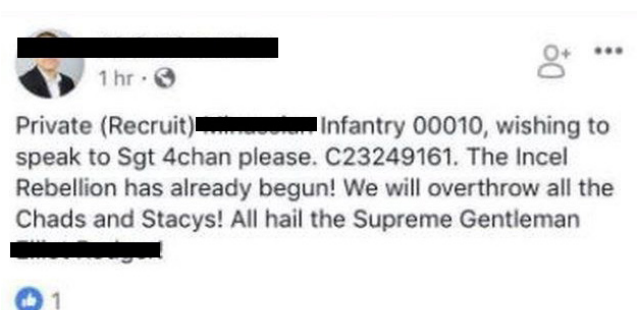 1 hr ·
Private (Recruit) Infantry 00010, wishing to
speak to Sgt 4chan please. C23249161. The Incel
Rebellion has already begun! We will overthrow all the
Chads and Stacys! All hail the Supreme Gentleman
!
1